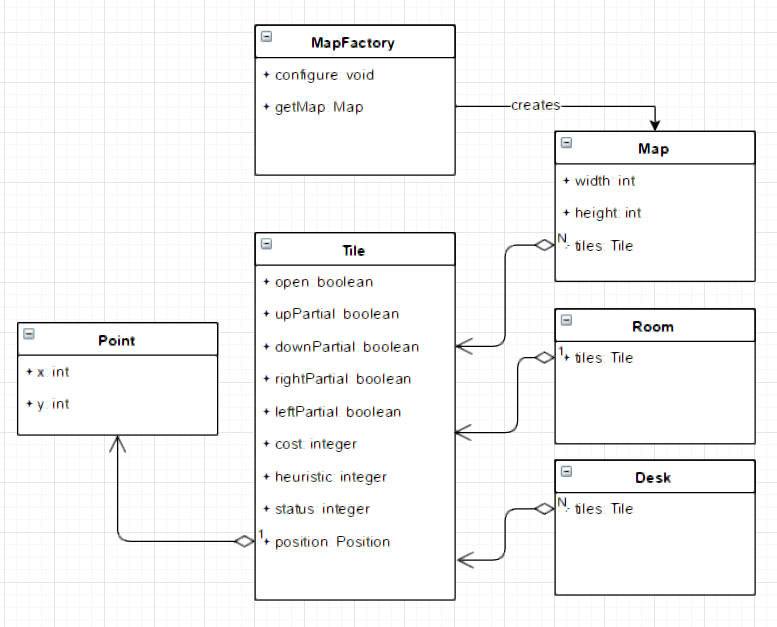 MapFactory
+ configure: void
+ getMap: Map
creates
Map
+ width: int
+ height: int
N
- tiles: Tile
Tile
+ open: boolean
+ upPartial: boolean
+ downPartial: boolean
+ rightPartial: boolean
+ leftPartial: boolean
+ cost: integer
+ heuristic: integer
+ status: integer
1
+ position: Position
Point
+ x: int
+ y: int
Room
1
+ tiles: Tile
Desk
N
- tiles: Tile